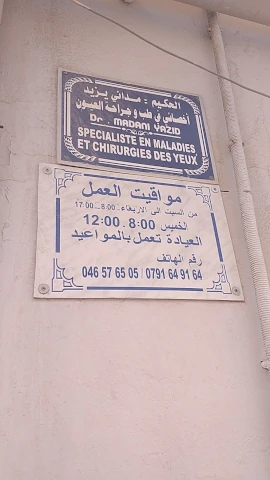 الحكيم : مداني يزيد
أخصائي في طب و جراحة العيون
Dr . MADANI YAZID
SPECIALISTE EN MALADIES
ET CHIRURGIES DES YEUX
مواقيت العمل
من السبت الى الاربعاء . 8:00 – 17:00
الخميس 8:00 . 12:00
العيادة تعمل بالمواعيد
رقم الهاتف
046 57 65 05 / 0791 64 91 64